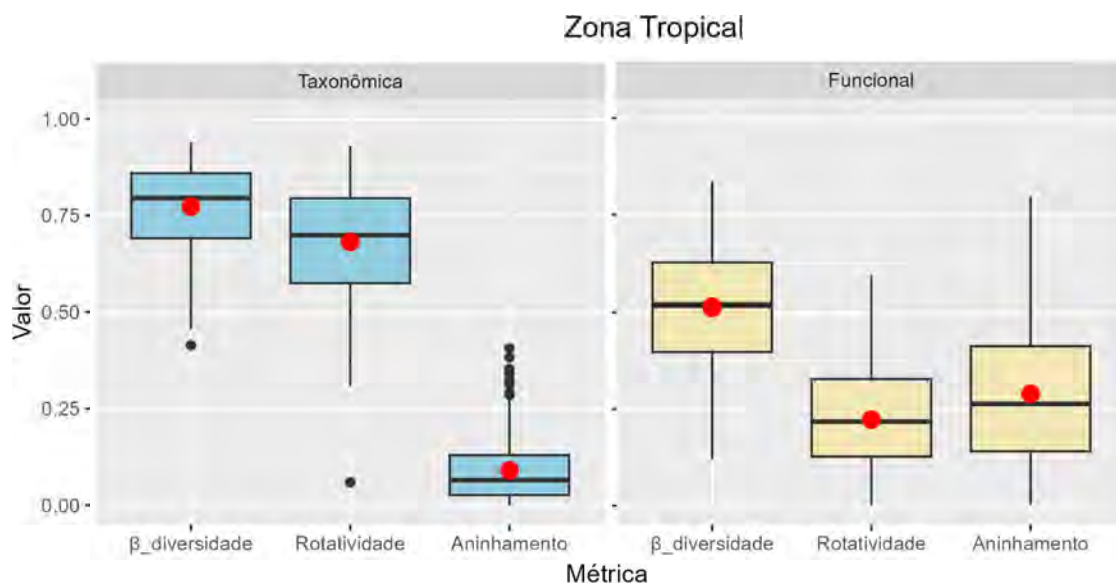 Zona Tropical
Taxonômica
Funcional
Valor
1.00
0.75
0.50
0.25
0.00
β_diversidade Rotatividade Aninhamento
β_diversidade Rotatividade Aninhamento
Métrica